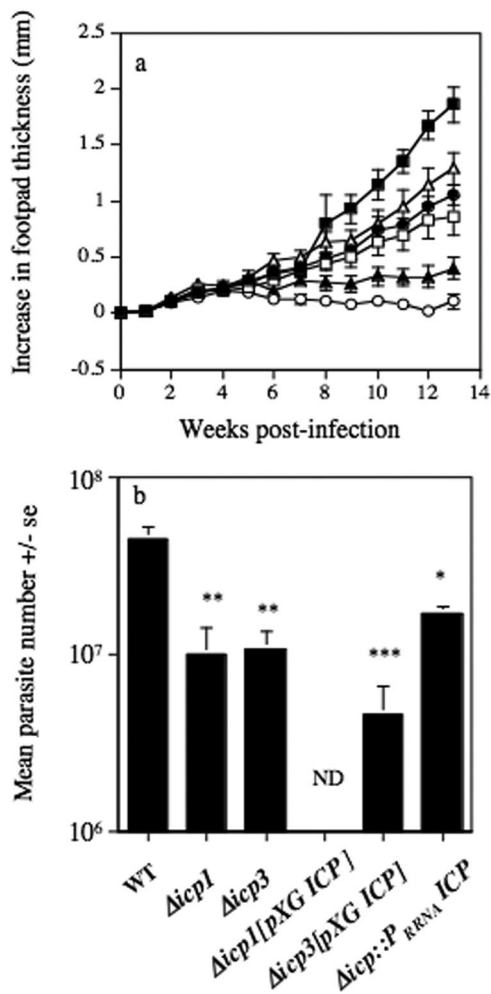 2.5
a
2
1.5
1
0.5
0
-0.5
Increase in footpad thickness (mm)
0 2 4 6 8 10 12 14
Weeks post-infection
10⁸
b
10⁷
10⁶
Mean parasite number +/- se
** ** *** *
ND
WT
Δicp1
Δicp3
Δicp1[pXG ICP]
Δicp3[pXG ICP]
Δicp::P RRNA ICP